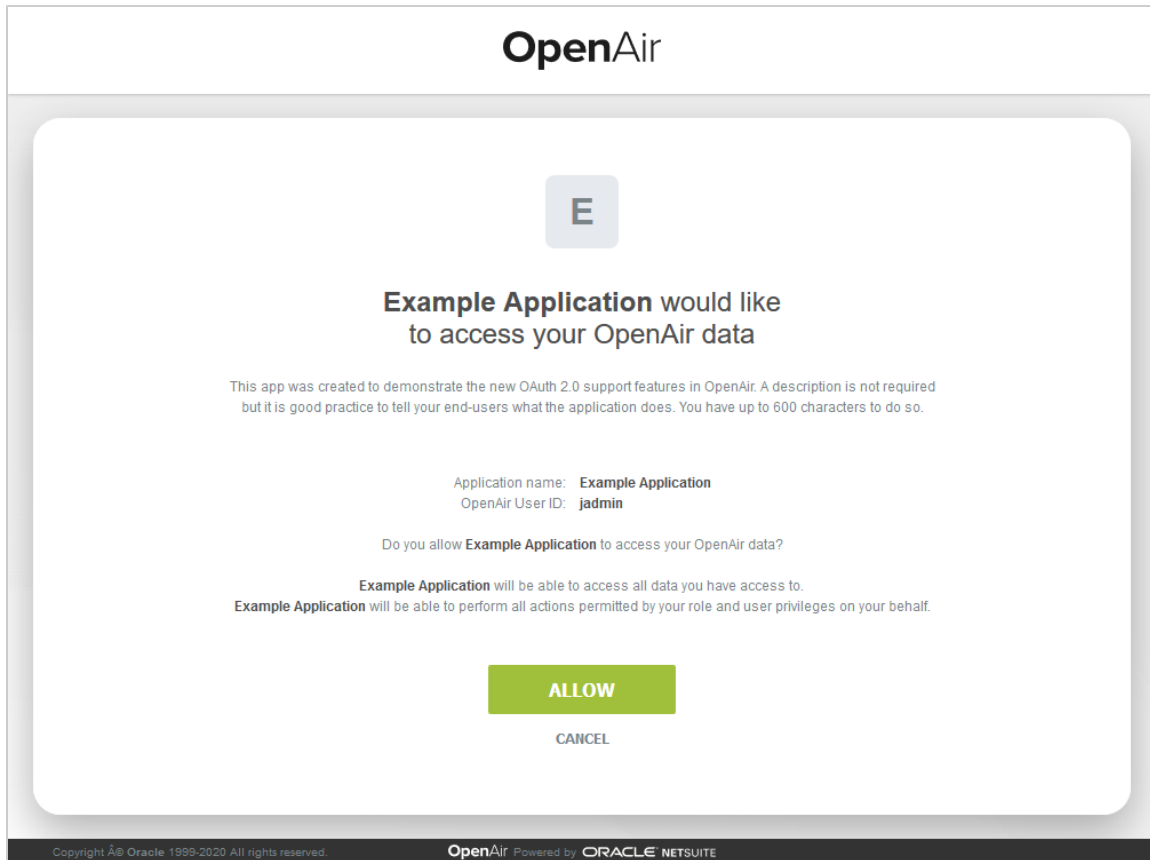 OpenAir
E
Example Application would like
to access your OpenAir data
This app was created to demonstrate the new OAuth 2.0 support features in OpenAir. A description is not required
but it is good practice to tell your end-users what the application does. You have up to 600 characters to do so.
Application name: Example Application
OpenAir User ID: jadmin
Do you allow Example Application to access your OpenAir data?
Example Application will be able to access all data you have access to.
Example Application will be able to perform all actions permitted by your role and user privileges on your behalf.
ALLOW
CANCEL
Copyright Â® Oracle 1999-2020 All rights reserved. OpenAir Powered by ORACLE NETSUITE